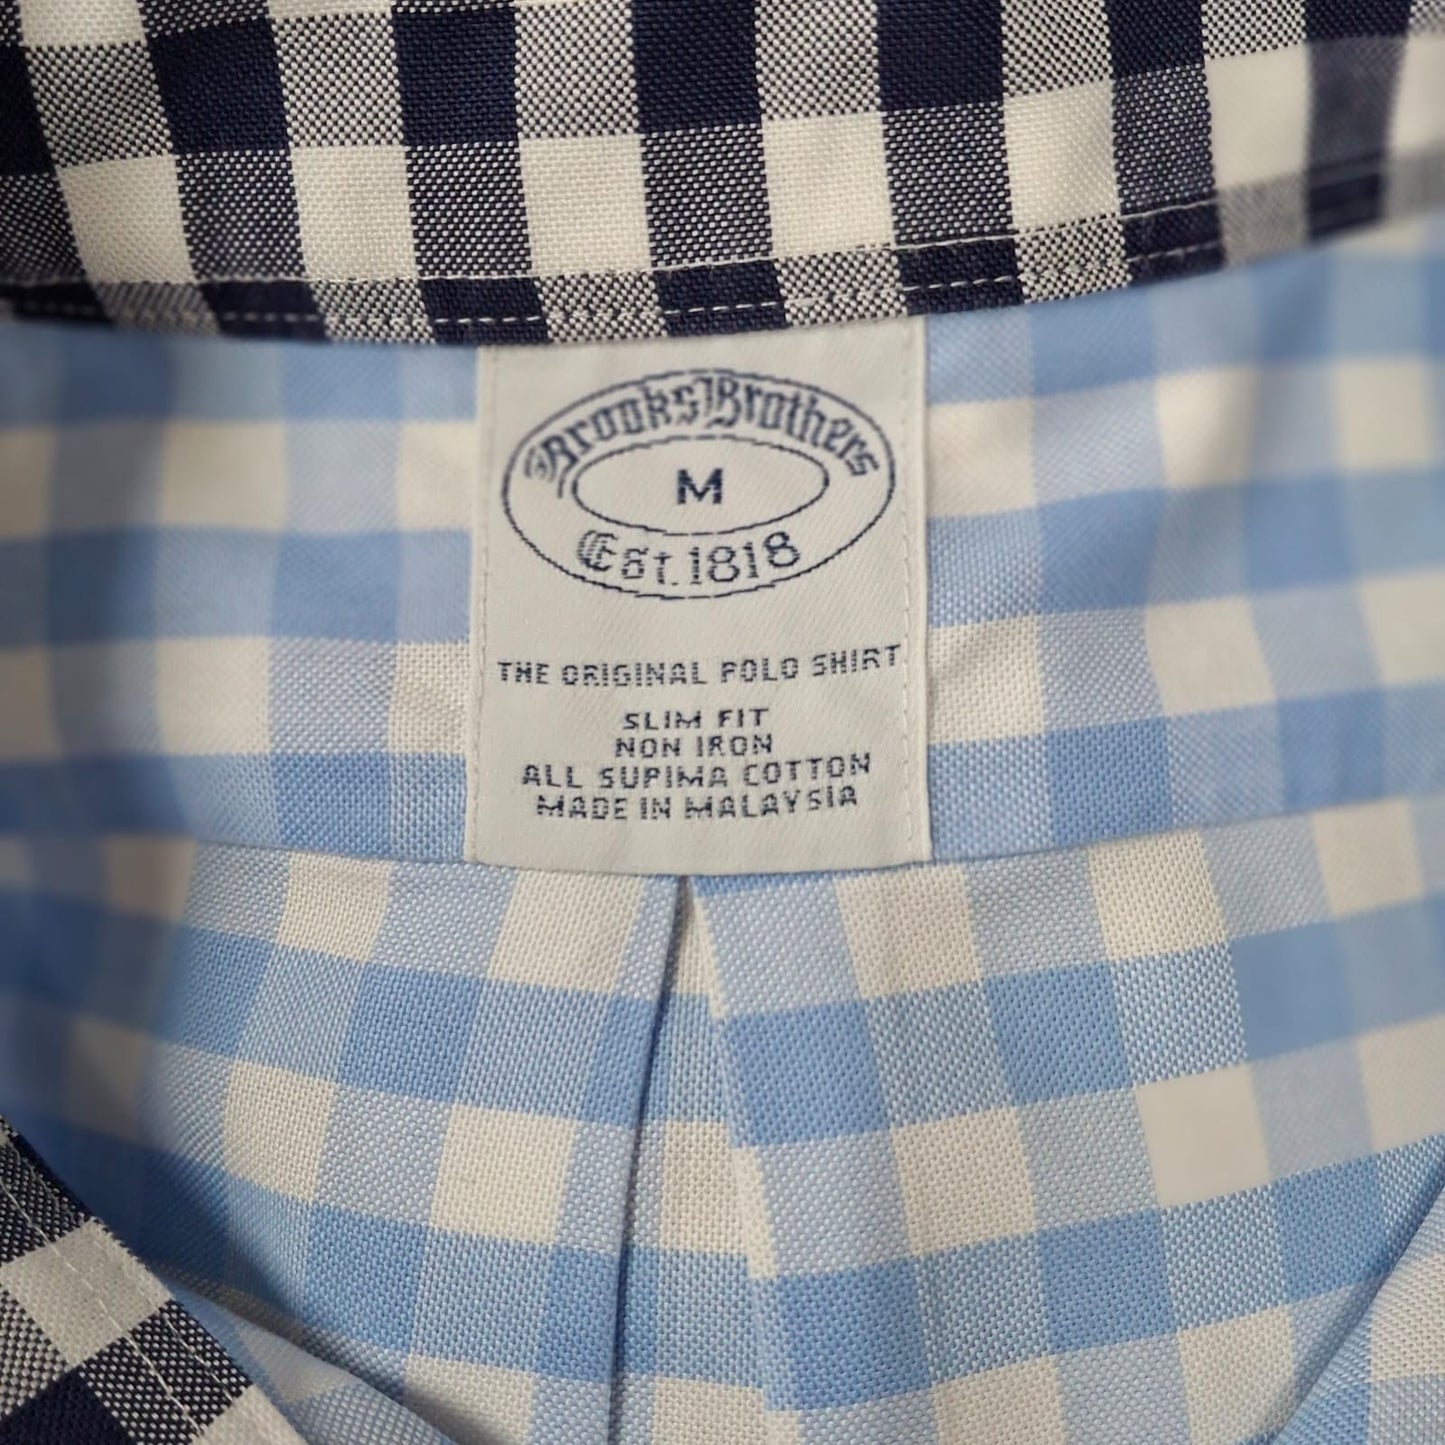 Brooks Brothers
M
Est. 1818
THE ORIGINAL POLO SHIRT
SLIM FIT
NON IRON
ALL SUPIMA COTTON
MADE IN MALAYSIA